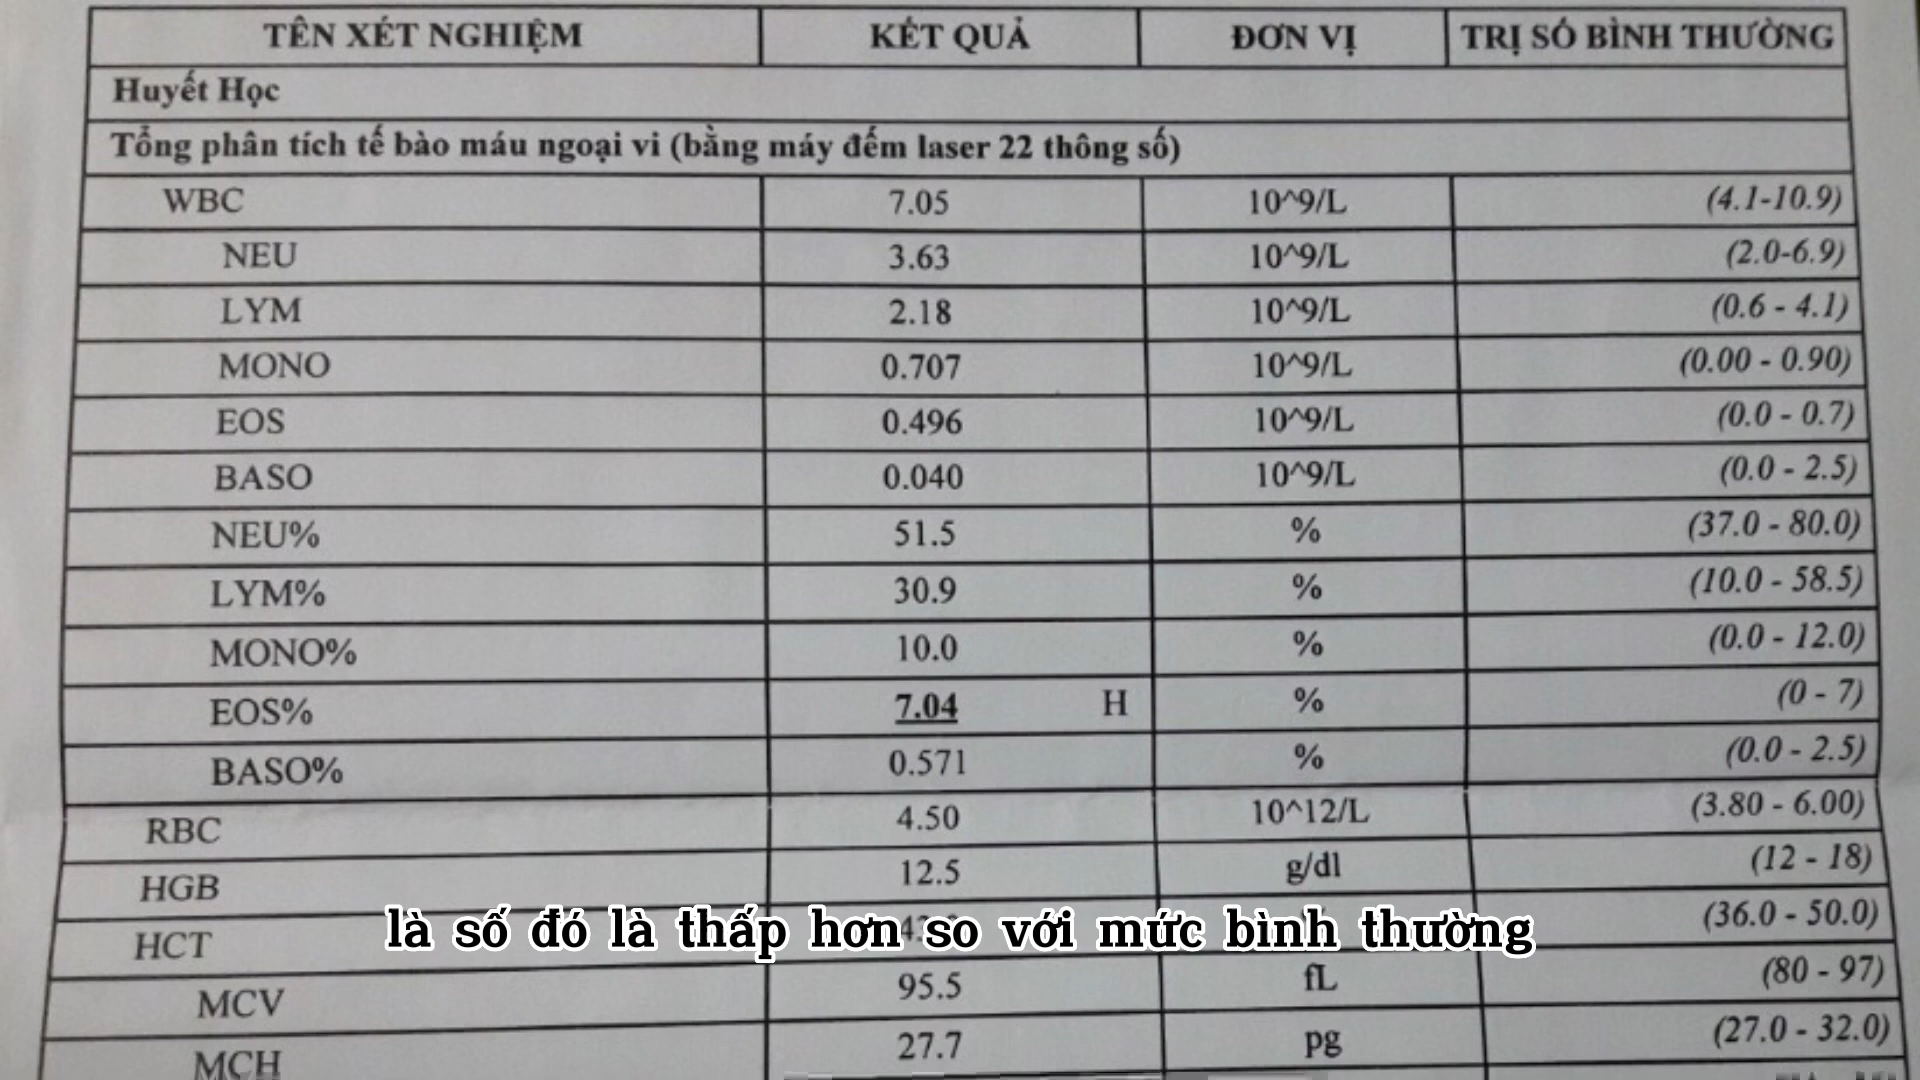 TÊN XÉT NGHIỆM KẾT QUẢ ĐƠN VỊ TRỊ SỐ BÌNH THƯỜNG
Huyết Học
Tổng phân tích tế bào máu ngoại vi (bằng máy đếm laser 22 thông số)
WBC 7.05 10^9/L (4.1-10.9)
NEU 3.63 10^9/L (2.0-6.9)
LYM 2.18 10^9/L (0.6 - 4.1)
MONO 0.707 10^9/L (0.00 - 0.90)
EOS 0.496 10^9/L (0.0 - 0.7)
BASO 0.040 10^9/L (0.0 - 2.5)
NEU% 51.5 % (37.0 - 80.0)
LYM% 30.9 % (10.0 - 58.5)
MONO% 10.0 % (0.0 - 12.0)
EOS% 7.04 H % (0 - 7)
BASO% 0.571 % (0.0 - 2.5)
RBC 4.50 10^12/L (3.80 - 6.00)
HGB 12.5 g/dl (12 - 18)
HCT (36.0 - 50.0)
là số đó là thấp hơn so với mức bình thường
MCV 95.5 fL (80 - 97)
MCH 27.7 pg (27.0 - 32.0)